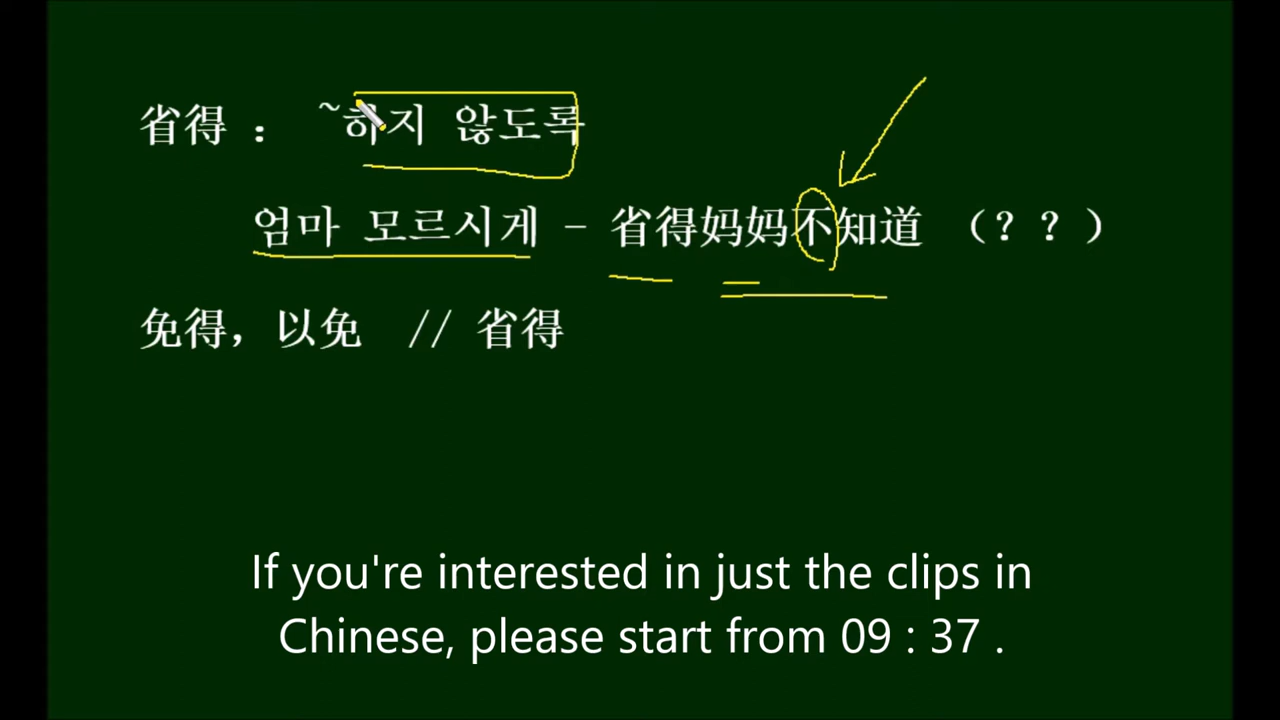 省得 : ~하지 않도록
엄마 모르시게 - 省得妈妈不知道 (? ? )
免得, 以免 // 省得
If you're interested in just the clips in
Chinese, please start from 09 : 37 .